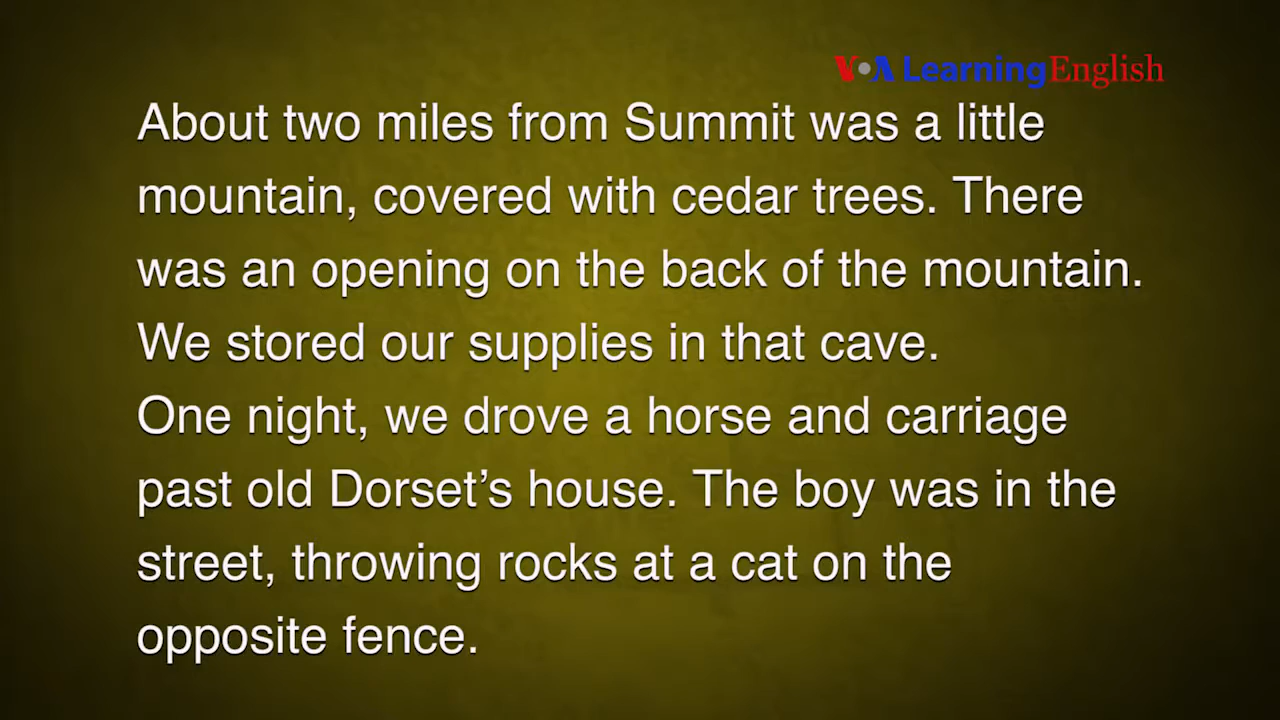 VOA Learning English
About two miles from Summit was a little
mountain, covered with cedar trees. There
was an opening on the back of the mountain.
We stored our supplies in that cave.
One night, we drove a horse and carriage
past old Dorset’s house. The boy was in the
street, throwing rocks at a cat on the
opposite fence.